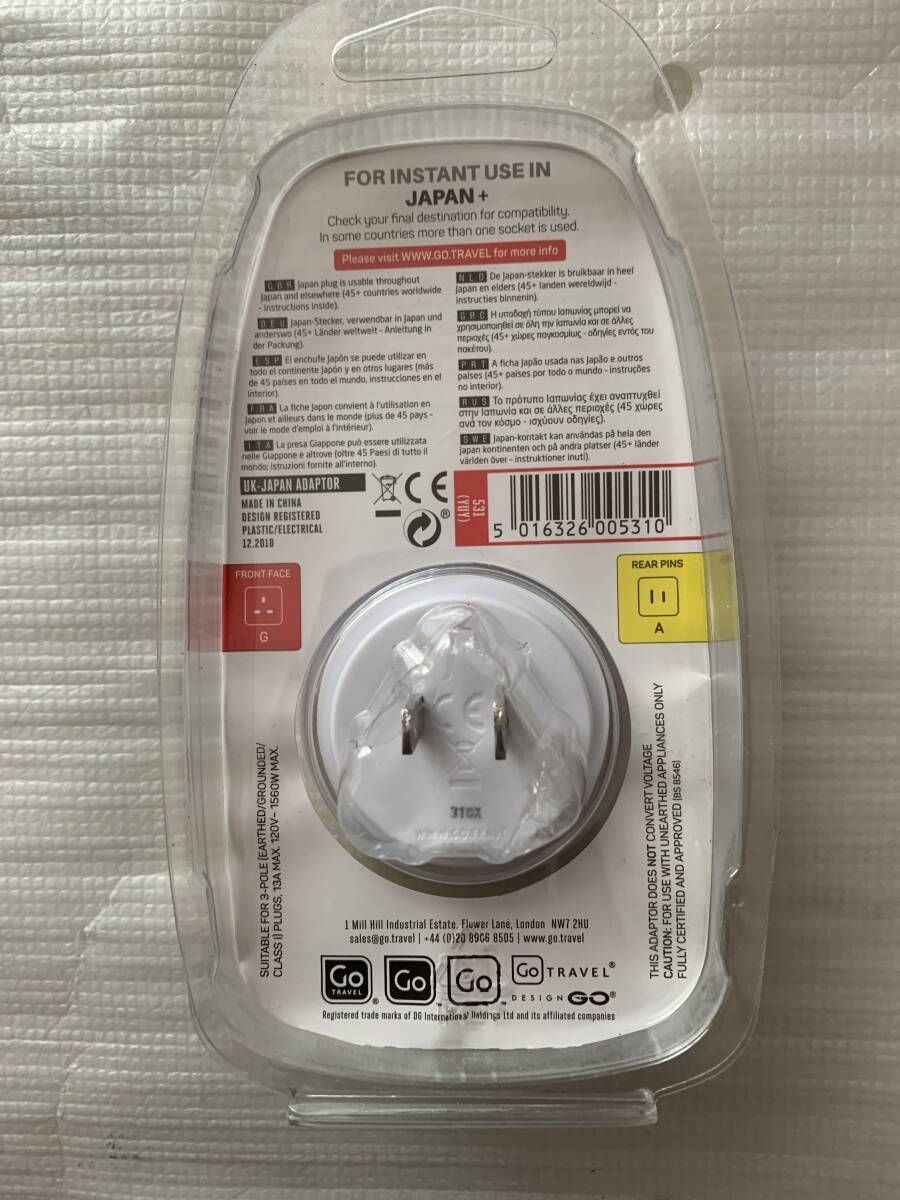 FOR INSTANT USE IN
JAPAN +
Check your final destination for compatibility.
In some countries more than one socket is used.
Please visit WWW.GO.TRAVEL for more info
GBR Japan plug is usable throughout
Japan and elsewhere (45+ countries worldwide
- instructions inside).
DEU Japan-Stecker, verwendbar in Japan und
anderswo (45+ Länder weltweit - Anleitung in
der Packung).
ESP El enchufe Japón se puede utilizar en
todo el continente Japón y en otros lugares (más
de 45 países en todo el mundo, instrucciones en el
interior).
FRA La fiche Japon convient à l'utilisation en
Japon et ailleurs dans le monde (plus de 45 pays -
voir le mode d'emploi à l'intérieur).
ITA La presa Giappone può essere utilizzata
nelle Giappone e altrove (oltre 45 Paesi di tutto il
mondo; istruzioni fornite all'interno).
NLD De Japan-stekker is bruikbaar in heel
Japan en elders (45+ landen wereldwijd -
instructies binnenin).
GRC Η υποδοχή τύπου Ιαπωνίας μπορεί να
χρησιμοποιηθεί σε όλη την Ιαπωνία και σε άλλες
περιοχές (45+ χώρες παγκοσμίως - οδηγίες εντός του
πακέτου).
PRT A ficha Japão usada nas Japão e outros
países (45+ países por todo o mundo - instruções
no interior).
RUS Το πρότυπο Ιαπωνίας έχει αναπτυχθεί
στην Ιαπωνία και σε άλλες περιοχές (45 χώρες
ανά τον κόσμο - ισχύουν οδηγίες).
SWE Japan-kontakt kan användas på hela den
Japan kontinenten och på andra platser (45+ länder
världen över - instruktioner inuti).
UK-JAPAN ADAPTOR
MADE IN CHINA
DESIGN REGISTERED
PLASTIC/ELECTRICAL
12.2018
CE
®
531
(YUY)
5 016326 005310
FRONT FACE
G
REAR PINS
A
CE
316X
WWW.GO.TRAVEL
SUITABLE FOR 3-POLE (EARTHED/GROUNDED/
CLASS I) PLUGS, 13A MAX. 120V~ 1560W MAX.
THIS ADAPTOR DOES NOT CONVERT VOLTAGE
CAUTION: FOR USE WITH UNEARTHED APPLIANCES ONLY
FULLY CERTIFIED AND APPROVED (BS 8546)
1 Mill Hill Industrial Estate, Flower Lane, London NW7 2HU
sales@go.travel | +44 (0)20 8906 8505 | www.go.travel
Go TRAVEL ® Go ™ Go ™ Go TRAVEL®
DESIGN GO®
Registered trade marks of DG International Holdings Ltd and its affiliated companies